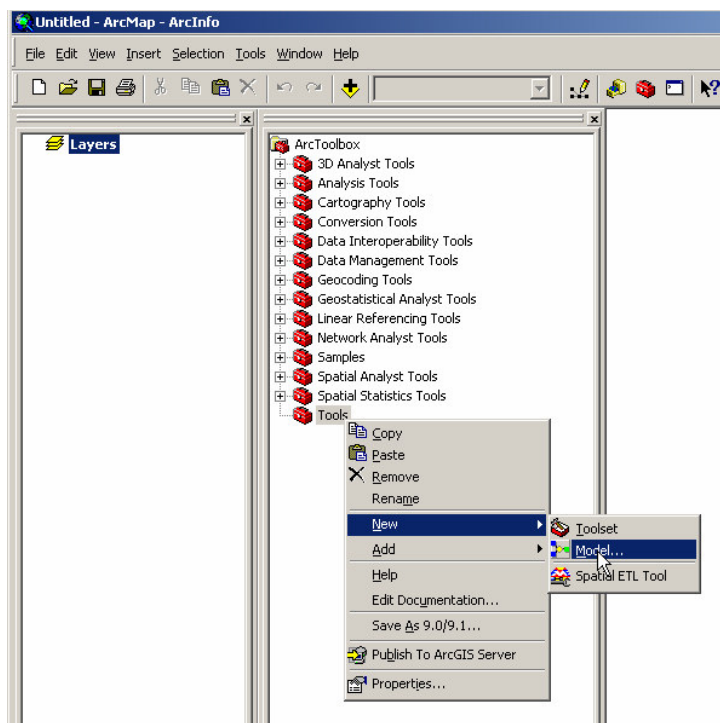 Untitled - ArcMap - ArcInfo
File Edit View Insert Selection Tools Window Help
Layers
ArcToolbox
3D Analyst Tools
Analysis Tools
Cartography Tools
Conversion Tools
Data Interoperability Tools
Data Management Tools
Geocoding Tools
Geostatistical Analyst Tools
Linear Referencing Tools
Network Analyst Tools
Samples
Spatial Analyst Tools
Spatial Statistics Tools
Tools
Copy
Paste
Remove
Rename
New
Add
Help
Edit Documentation...
Save As 9.0/9.1...
Publish To ArcGIS Server
Properties...
Toolset
Model...
Spatial ETL Tool